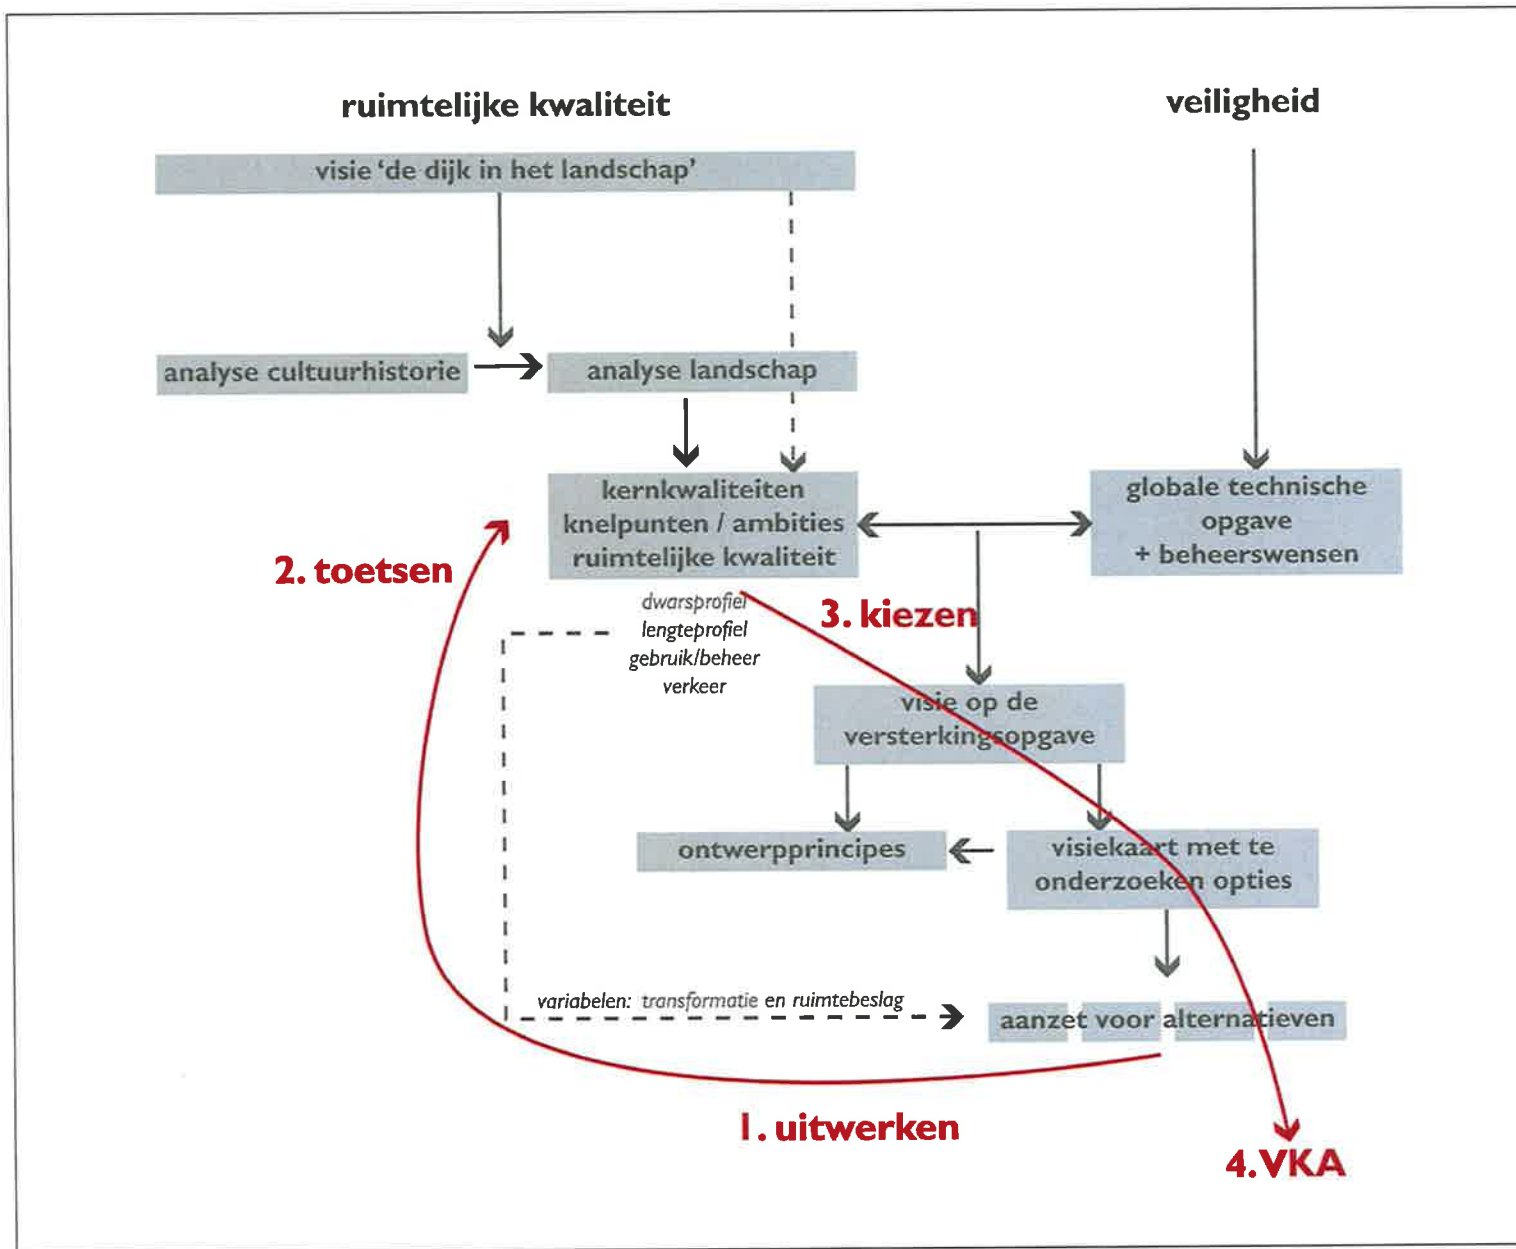 ruimtelijke kwaliteit
veiligheid
visie ‘de dijk in het landschap’
analyse cultuurhistorie
analyse landschap
kernkwaliteiten
knelpunten / ambities
ruimtelijke kwaliteit
globale technische
opgave
+ beheerswensen
2. toetsen
dwarsprofiel
lengteprofiel
gebruik/beheer
verkeer
3. kiezen
visie op de
versterkingsopgave
ontwerpprincipes
visiekaart met te
onderzoeken opties
variabelen: transformatie en ruimtebeslag
aanzet voor alternatieven
1. uitwerken
4. VKA